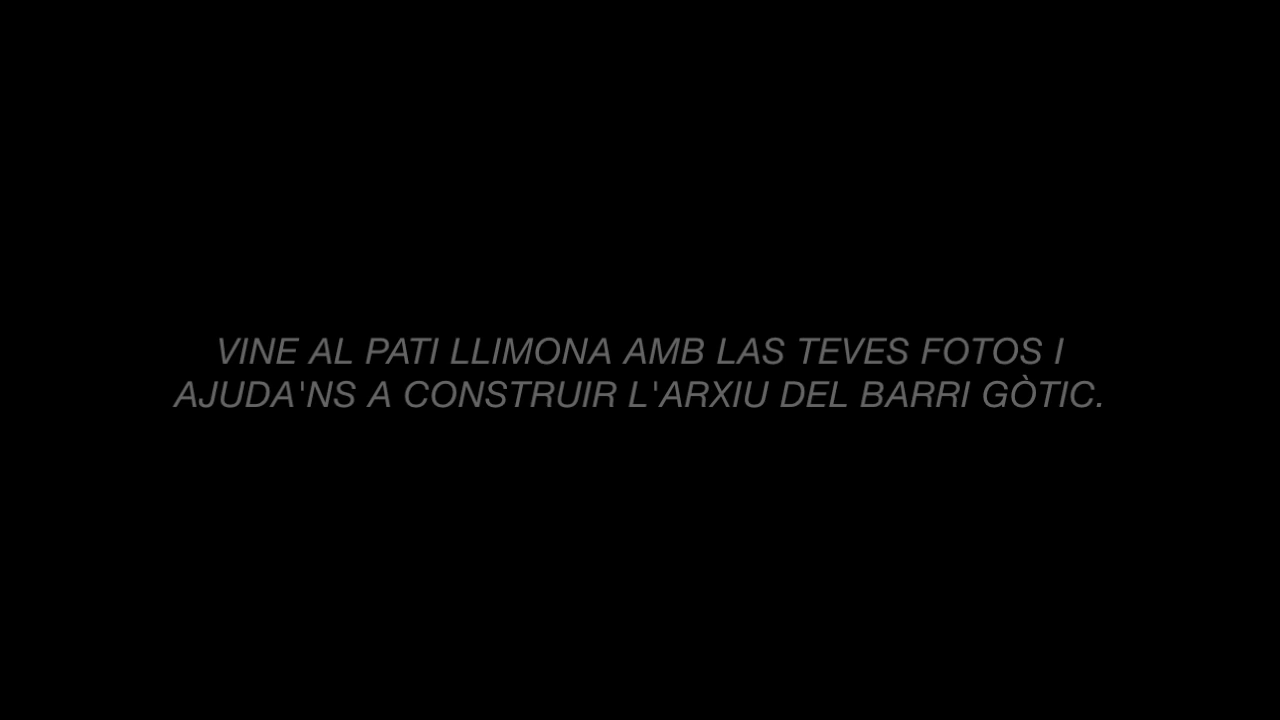 VINE AL PATI LLIMONA AMB LAS TEVES FOTOS I
AJUDA'NS A CONSTRUIR L'ARXIU DEL BARRI GÒTIC.